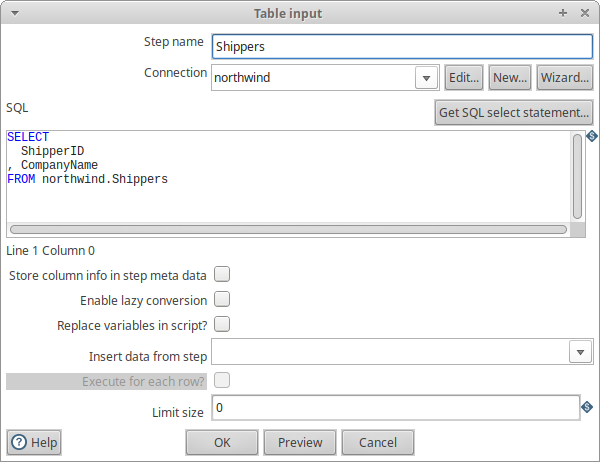 Table input
Step name Shippers
Connection northwind Edit... New... Wizard...
SQL Get SQL select statement...
SELECT
  ShipperID
, CompanyName
FROM northwind.Shippers
Line 1 Column 0
Store column info in step meta data
Enable lazy conversion
Replace variables in script?
Insert data from step
Execute for each row?
Limit size 0
Help OK Preview Cancel